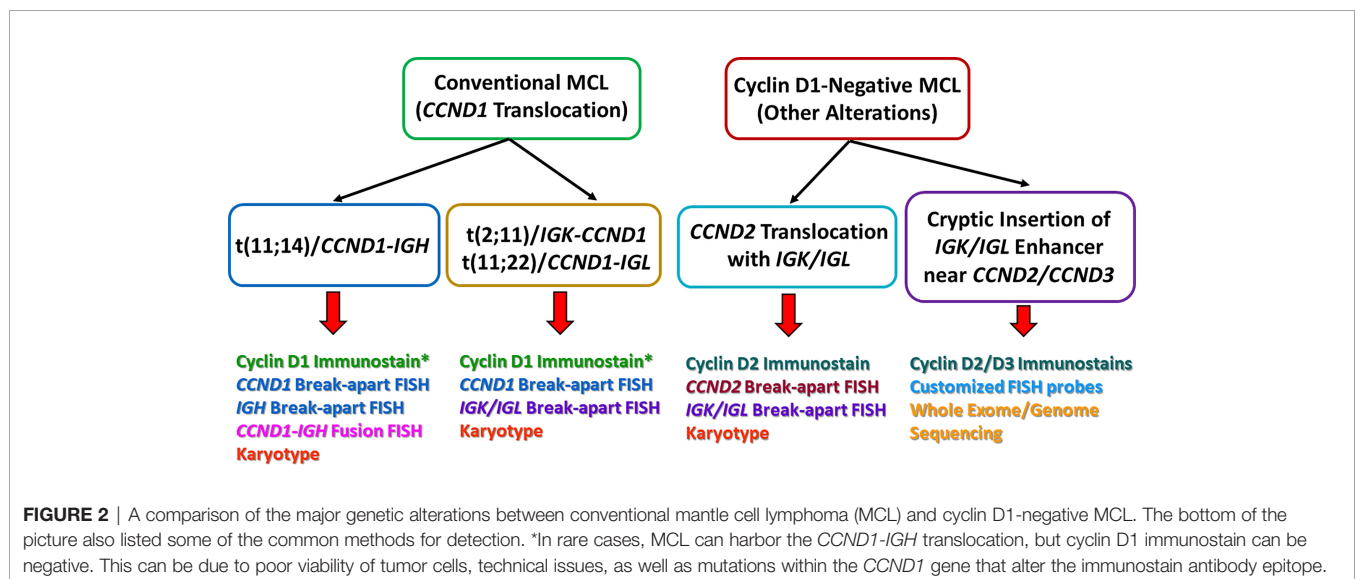 Conventional MCL
(CCND1 Translocation)
Cyclin D1-Negative MCL
(Other Alterations)
t(11;14)/CCND1-IGH
t(2;11)/IGK-CCND1
t(11;22)/CCND1-IGL
CCND2 Translocation
with IGK/IGL
Cryptic Insertion of
IGK/IGL Enhancer
near CCND2/CCND3
Cyclin D1 Immunostain*
CCND1 Break-apart FISH
IGH Break-apart FISH
CCND1-IGH Fusion FISH
Karyotype
Cyclin D1 Immunostain*
CCND1 Break-apart FISH
IGK/IGL Break-apart FISH
Karyotype
Cyclin D2 Immunostain
CCND2 Break-apart FISH
IGK/IGL Break-apart FISH
Karyotype
Cyclin D2/D3 Immunostains
Customized FISH probes
Whole Exome/Genome
Sequencing
FIGURE 2 | A comparison of the major genetic alterations between conventional mantle cell lymphoma (MCL) and cyclin D1-negative MCL. The bottom of the
picture also listed some of the common methods for detection. *In rare cases, MCL can harbor the CCND1-IGH translocation, but cyclin D1 immunostain can be
negative. This can be due to poor viability of tumor cells, technical issues, as well as mutations within the CCND1 gene that alter the immunostain antibody epitope.